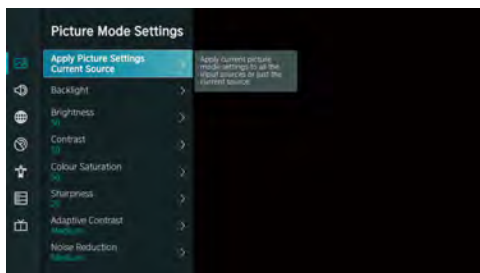 Picture Mode Settings
Apply Picture Settings
Current Source
Apply current picture
mode settings to all the
input sources or just the
current source.
Backlight
Brightness
50
Contrast
50
Colour Saturation
50
Sharpness
Adaptive Contrast
Medium
Noise Reduction
Medium